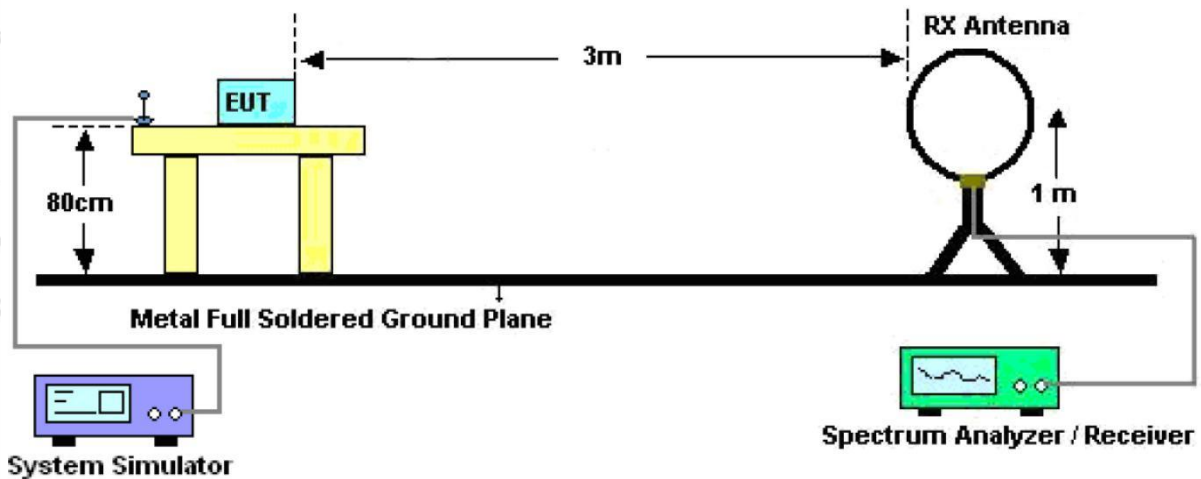 RX Antenna
3m
EUT
80cm
1 m
Metal Full Soldered Ground Plane
Spectrum Analyzer / Receiver
System Simulator